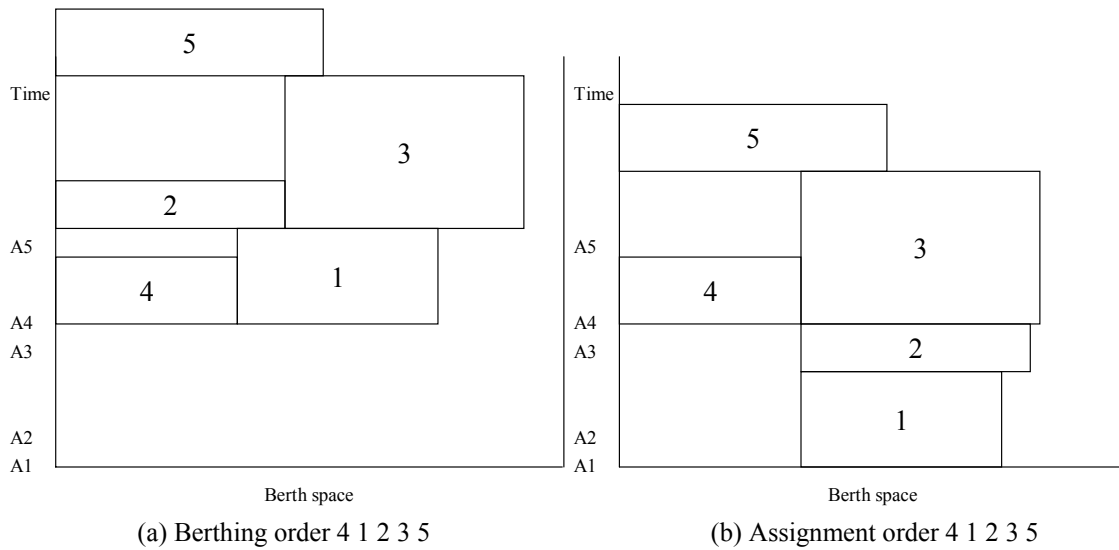 5
Time
3
2
A5
4
1
A4
A3
A2
A1
Berth space
(a) Berthing order 4 1 2 3 5
Time
5
A5
3
4
A4
A3
2
1
A2
A1
Berth space
(b) Assignment order 4 1 2 3 5